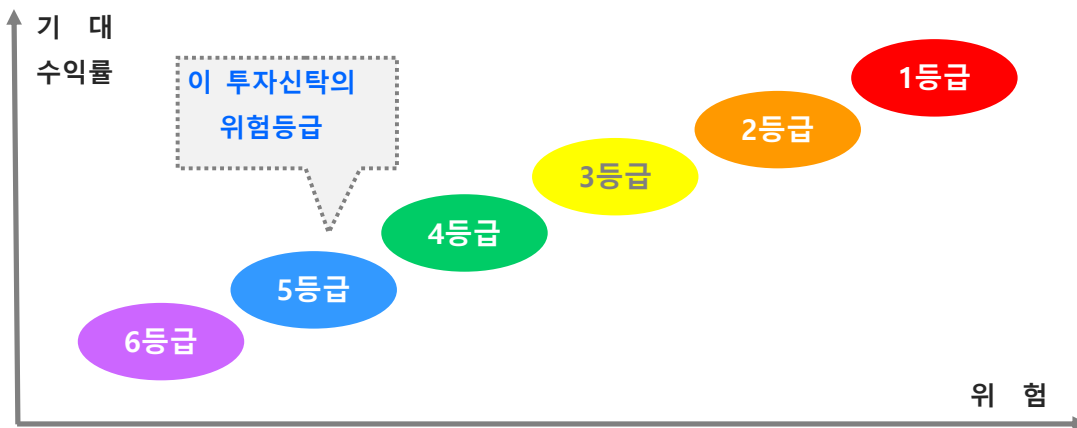 기 대
수익률
이 투자신탁의
위험등급
1등급
2등급
3등급
4등급
5등급
6등급
위 험